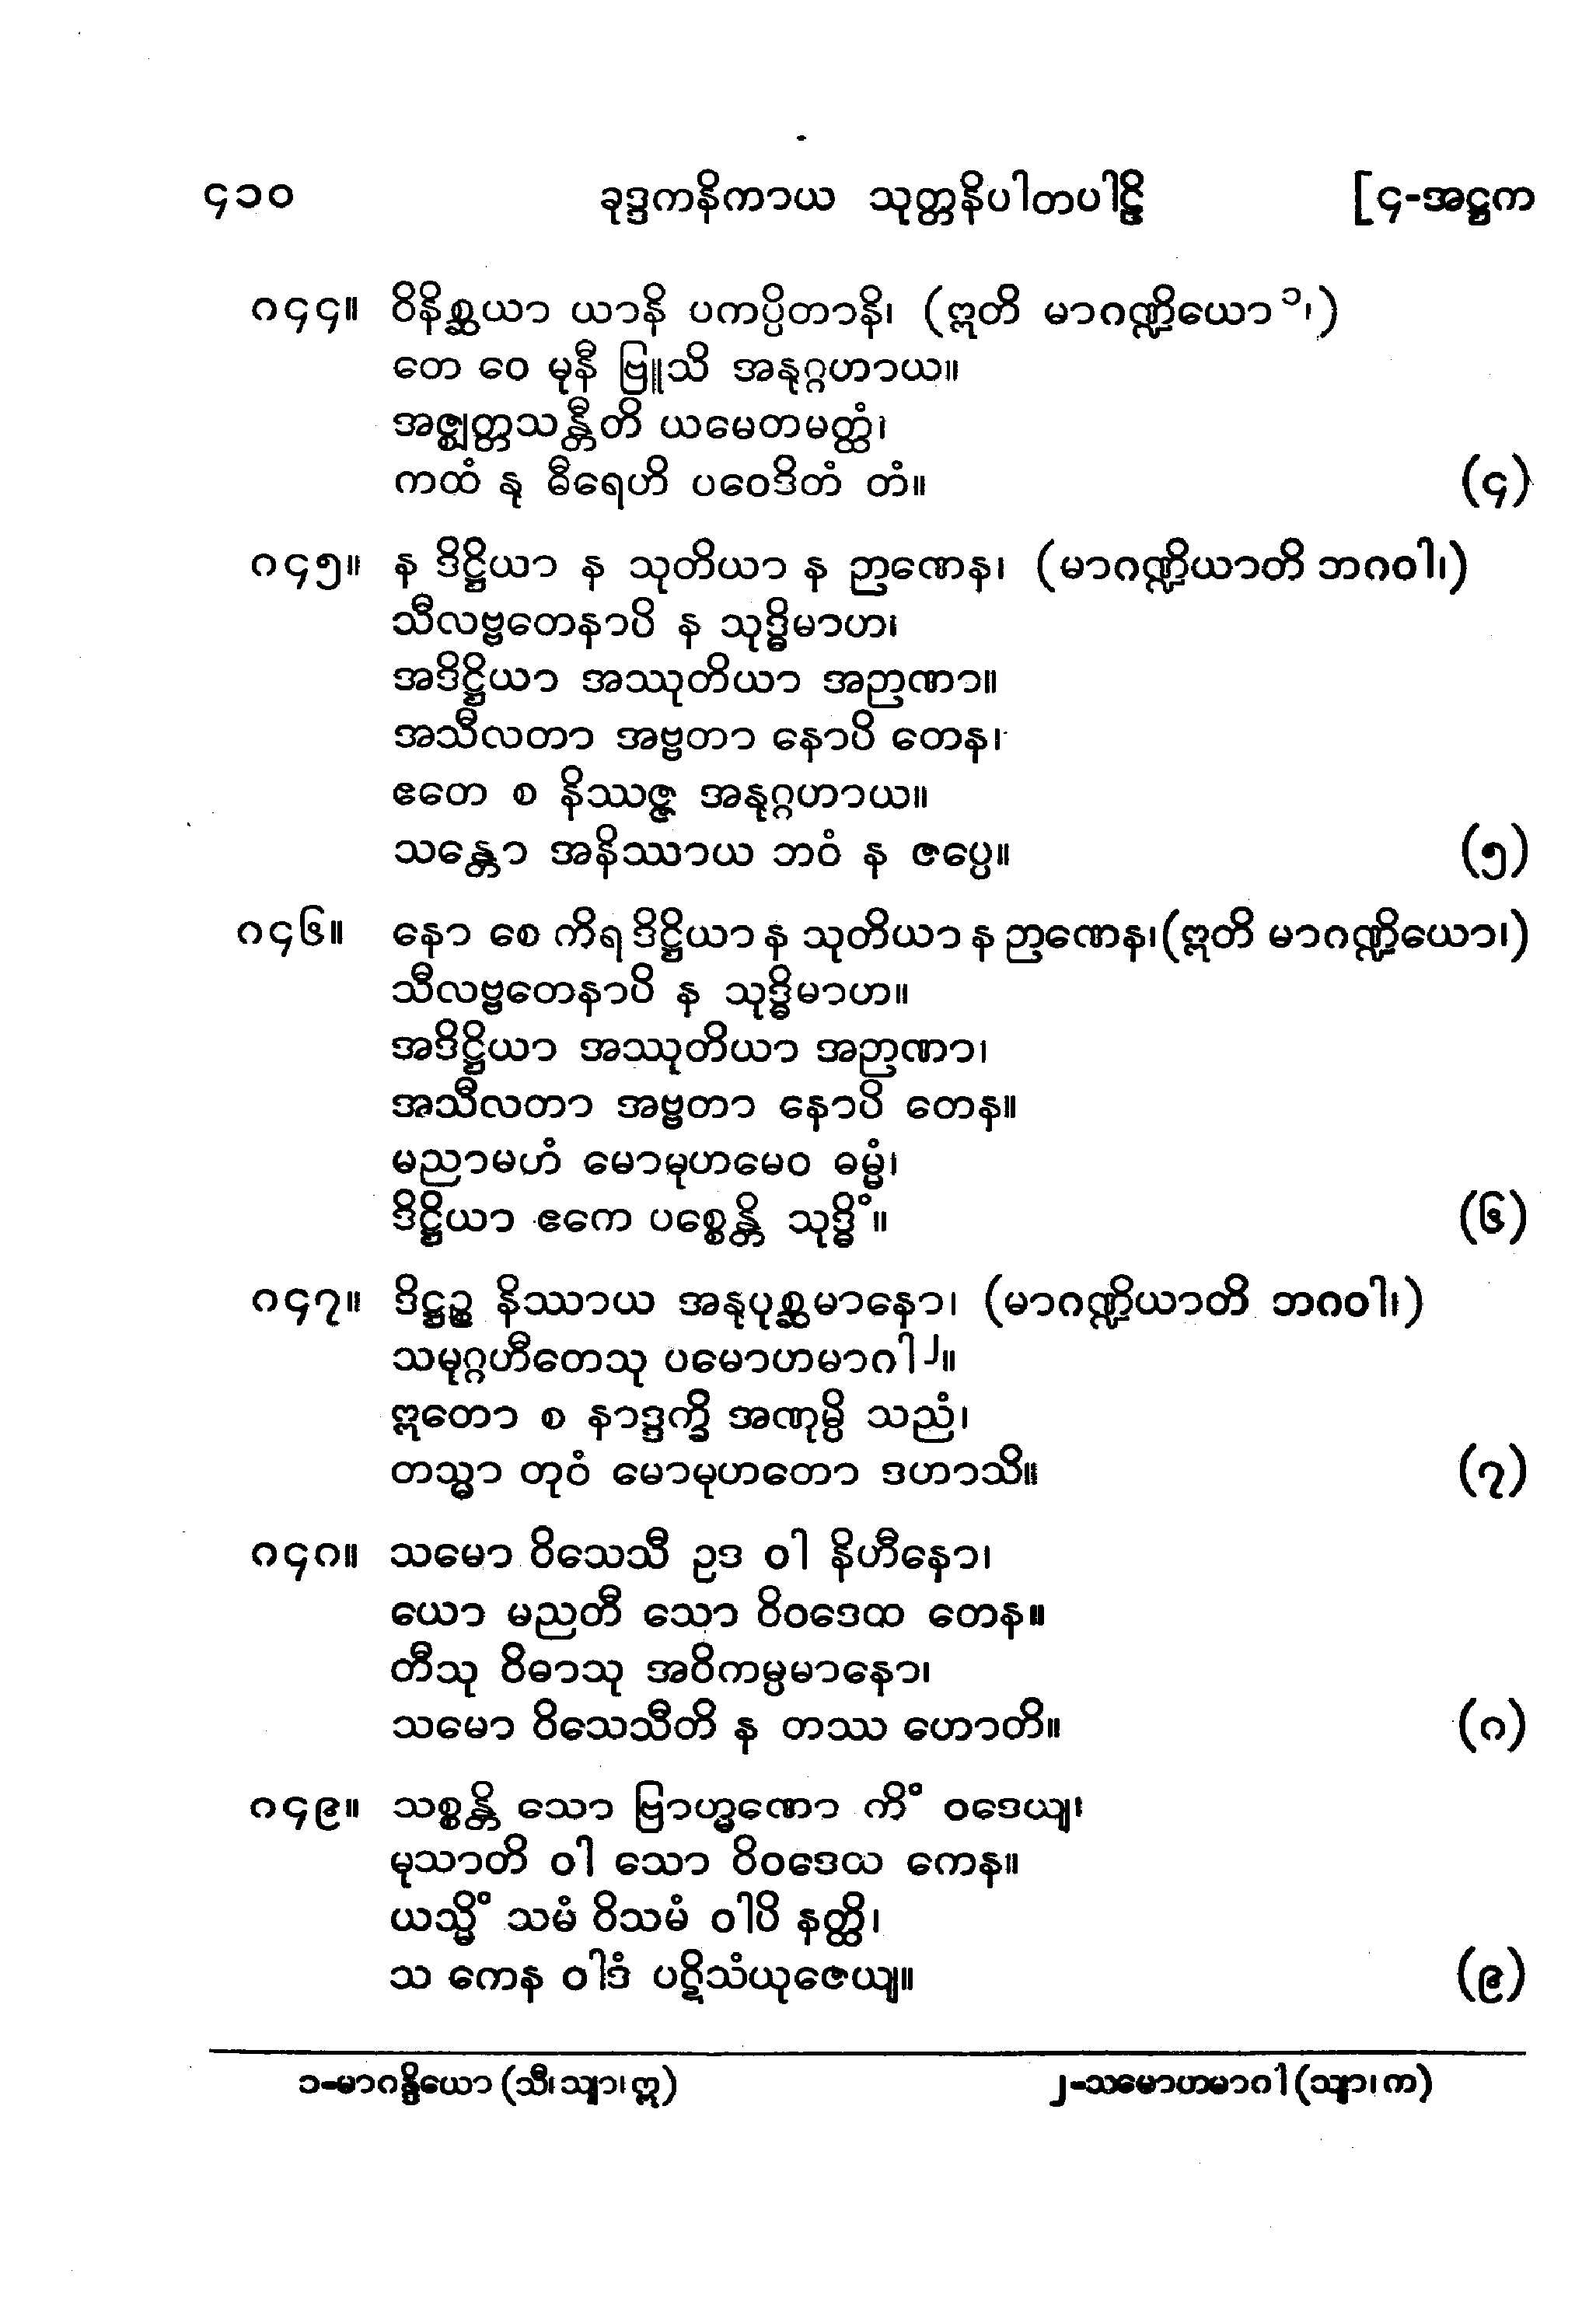 ၄၁၀ ခုဒ္ဒကနိကာယ သုတ္တနိပါတပါဠိ [၄-အဋ္ဌက
၈၄၄။ ဝိနိစ္ဆယာ ယာနိ ပကပ္ပိတာနိ၊ (ဣတိ မာဂဏ္ဍိယော ၁၊)
တေ ဝေ မုနီ ဗြူသိ အနုဂ္ဂဟာယ။
အဇ္ဈတ္တသန္တီတိ ယမေတမတ္ထံ၊
ကထံ နု ဓီရေဟိ ပဝေဒိတံ တံ။ (၄)
၈၄၅။ န ဒိဋ္ဌိယာ န သုတိယာ န ဉာဏေန၊ (မာဂဏ္ဍိယာတိ ဘဂဝါ၊)
သီလဗ္ဗတေနာပိ န သုဒ္ဓိမာဟ၊
အဒိဋ္ဌိယာ အဿုတိယာ အဉာဏာ။
အသီလတာ အဗ္ဗတာ နောပိ တေန၊
ဧတေ စ နိဿဇ္ဇ အနုဂ္ဂဟာယ။
သန္တော အနိဿာယ ဘဝံ န ဇပ္ပေ။ (၅)
၈၄၆။ နော စေ ကိရ ဒိဋ္ဌိယာ န သုတိယာ န ဉာဏေန၊ (ဣတိ မာဂဏ္ဍိယော၊)
သီလဗ္ဗတေနာပိ န သုဒ္ဓိမာဟ။
အဒိဋ္ဌိယာ အဿုတိယာ အဉာဏာ၊
အသီလတာ အဗ္ဗတာ နောပိ တေန။
မညာမဟံ မောမုဟမေဝ ဓမ္မံ၊
ဒိဋ္ဌိယာ ဧကေ ပစ္စေန္တိ သုဒ္ဓိံ။ (၆)
၈၄၇။ ဒိဋ္ဌဉ္စ နိဿာယ အနုပုစ္ဆမာနော၊ (မာဂဏ္ဍိယာတိ ဘဂဝါ၊)
သမုဂ္ဂဟီတေသု ပမောဟမာဂါ ၂။
ဣတော စ နာဒ္ဒက္ခိ အဏုမ္ပိ သညံ၊
တသ္မာ တုဝံ မောမုဟတော ဒဟာသိ။ (၇)
၈၄၈။ သမော ဝိသေသီ ဥဒ ဝါ နိဟီနော၊
ယော မညတီ သော ဝိဝဒေထ တေန။
တီသု ဝိဓာသု အဝိကမ္ပမာနော၊
သမော ဝိသေသီတိ န တဿ ဟောတိ။ (၈)
၈၄၉။ သစ္စန္တိ သော ဗြာဟ္မဏော ကိံ ဝဒေယျ၊
မုသာတိ ဝါ သော ဝိဝဒေထ ကေန။
ယသ္မိံ သမံ ဝိသမံ ဝါပိ နတ္ထိ၊
သ ကေန ဝါဒံ ပဋိသံယုဇေယျ။ (၉)
၁-မာဂန္ဒိယော (သီ၊ သျာ၊ ဣ) ၂-သမောဟမာဂါ (သျာ၊ က)